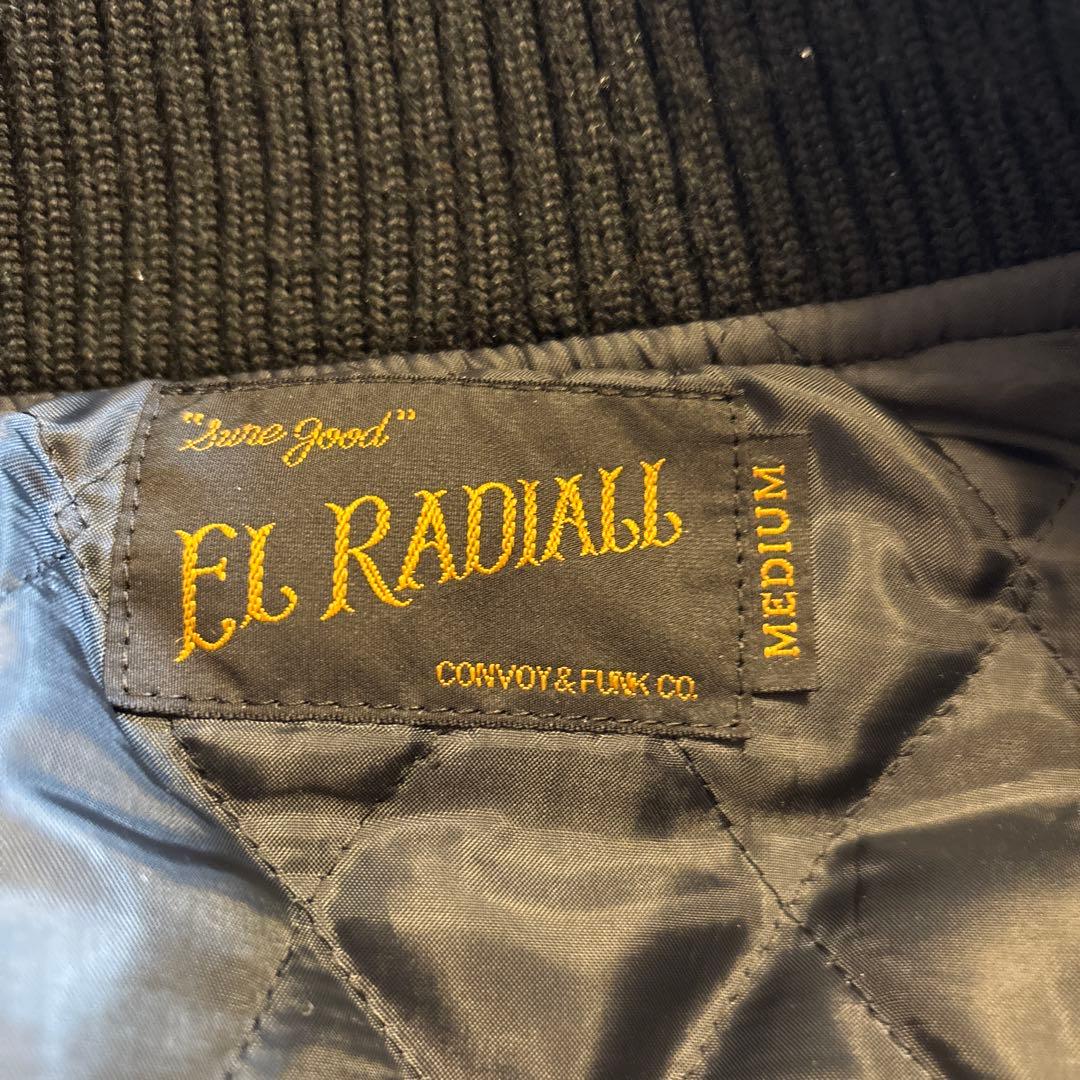 "Sure good"
EL RADIALL
CONVOY & FUNK CO.
MEDIUM